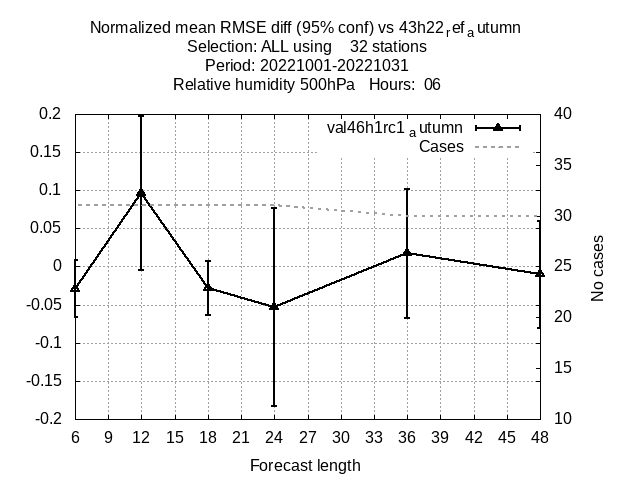 Normalized mean RMSE diff (95% conf) vs 43h22refautumn
Selection: ALL using 32 stations
Period: 20221001-20221031
Relative humidity 500hPa Hours: 06
val46h1rc1autumn
Cases
0.2
0.15
0.1
0.05
0
-0.05
-0.1
-0.15
-0.2
40
35
30
25
20
15
10
No cases
6 9 12 15 18 21 24 27 30 33 36 39 42 45 48
Forecast length